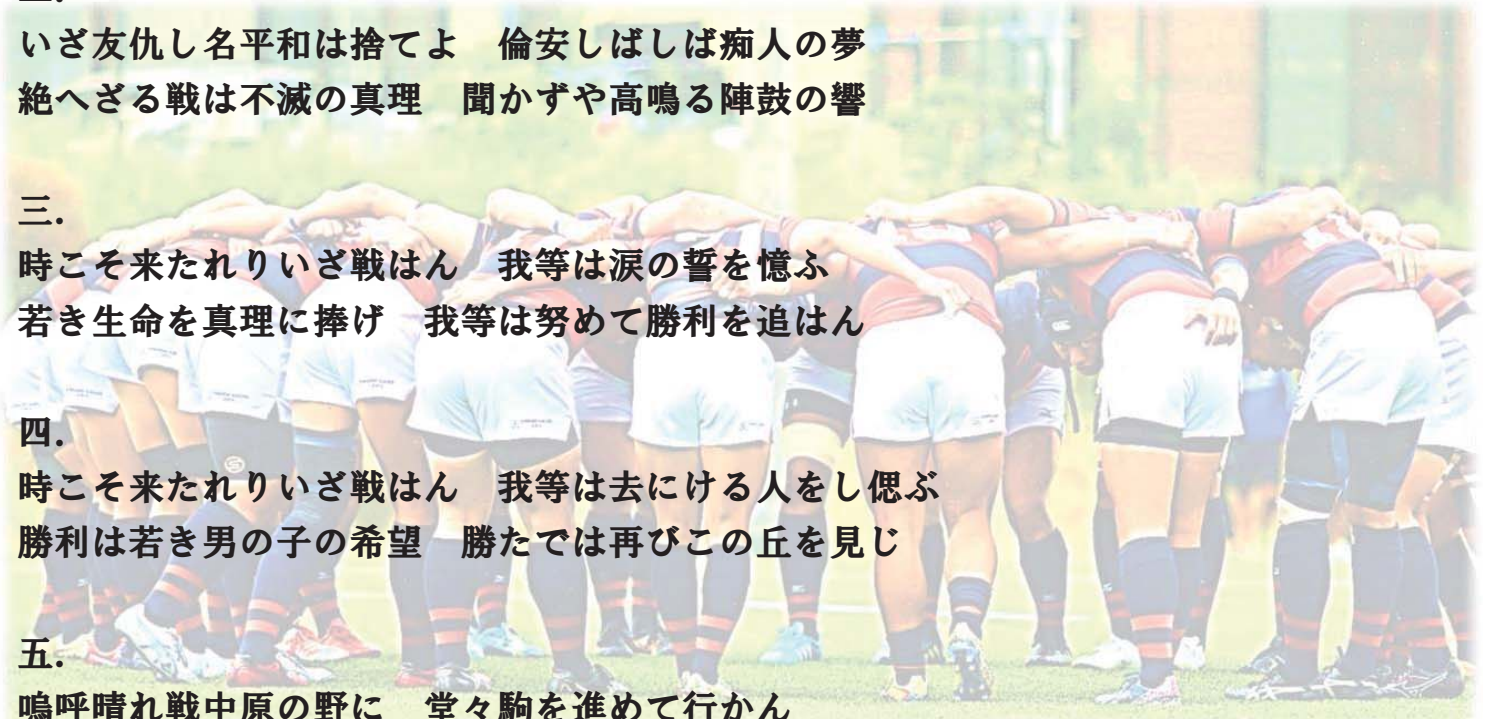 いざ友仇し名平和は捨てよ　倫安しばしば痴人の夢
絶へざる戦は不滅の真理　聞かずや高鳴る陣鼓の響
三.
時こそ来たれりいざ戦はん　我等は涙の誓を憶ふ
若き生命を真理に捧げ　我等は努めて勝利を追はん
四.
時こそ来たれりいざ戦はん　我等は去にける人をし偲ぶ
勝利は若き男の子の希望　勝たでは再びこの丘を見じ
五.
嗚呼晴れ戦中原の野に　堂々駒を進めて行かん